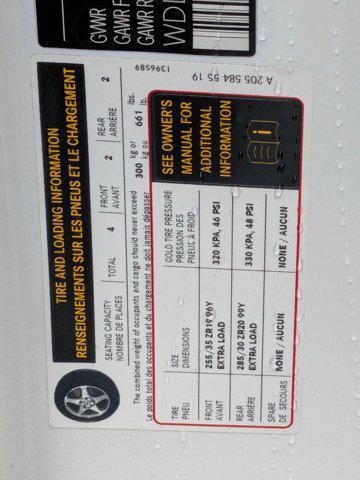 GVWR
GAWR F
GAWR R
WD
TIRE AND LOADING INFORMATION
RENSEIGNEMENTS SUR LES PNEUS ET LE CHARGEMENT
SEATING CAPACITY
NOMBRE DE PLACES
TOTAL 4
FRONT
AVANT 2
REAR
ARRIÈRE 2
The combined weight of occupants and cargo should never exceed 300 kg or 661 lbs.
Le poids total des occupants et du chargement ne doit jamais dépasser 300 kg ou 661 lb.
TIRE
PNEU
SIZE
DIMENSIONS
COLD TIRE PRESSURE
PRESSION DES
PNEUS À FROID
SEE OWNER'S
MANUAL FOR
ADDITIONAL
INFORMATION
FRONT
AVANT
255/35 ZR19 96Y
EXTRA LOAD
320 KPA, 46 PSI
REAR
ARRIÈRE
285/30 ZR20 99Y
EXTRA LOAD
330 KPA, 48 PSI
SPARE
DE SECOURS
NONE / AUCUN
NONE / AUCUN
1396589
A 205 584 55 19